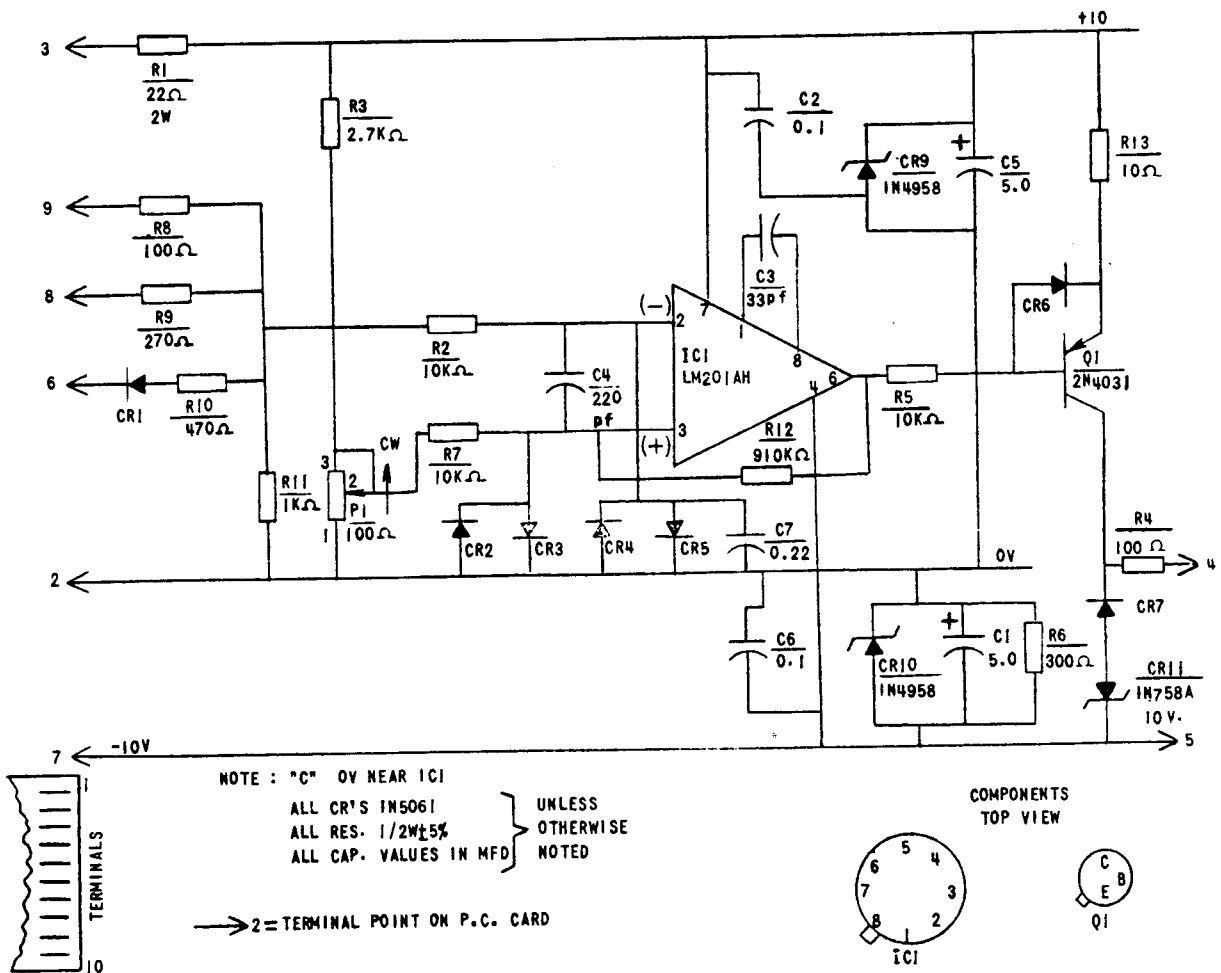 3
R1
22Ω
2W
R3
2.7KΩ
C2
0.1
+10
CR9
1N4958
+
C5
5.0
R13
10Ω
9
R8
100Ω
8
R9
270Ω
6
CR1
R10
470Ω
R2
10KΩ
C4
220
pf
(-)
2
7
1
C3
33pf
8
IC1
LM201AH
4
6
3
(+)
R5
10KΩ
CR6
Q1
2N4031
R12
910KΩ
R11
1KΩ
3
2
1
P1
100Ω
CW
R7
10KΩ
CR2
CR3
CR4
CR5
C7
0.22
0V
R4
100Ω
4
2
C6
0.1
CR10
1N4958
+
C1
5.0
R6
300Ω
CR7
CR11
1N758A
10V.
7
-10V
5
NOTE : "C" OV NEAR IC1
ALL CR'S 1N5061
ALL RES. 1/2W±5%
ALL CAP. VALUES IN MFD
UNLESS
OTHERWISE
NOTED
→2=TERMINAL POINT ON P.C. CARD
1
TERMINALS
10
COMPONENTS
TOP VIEW
5
6
4
7
3
8
1
2
IC1
C
B
E
Q1